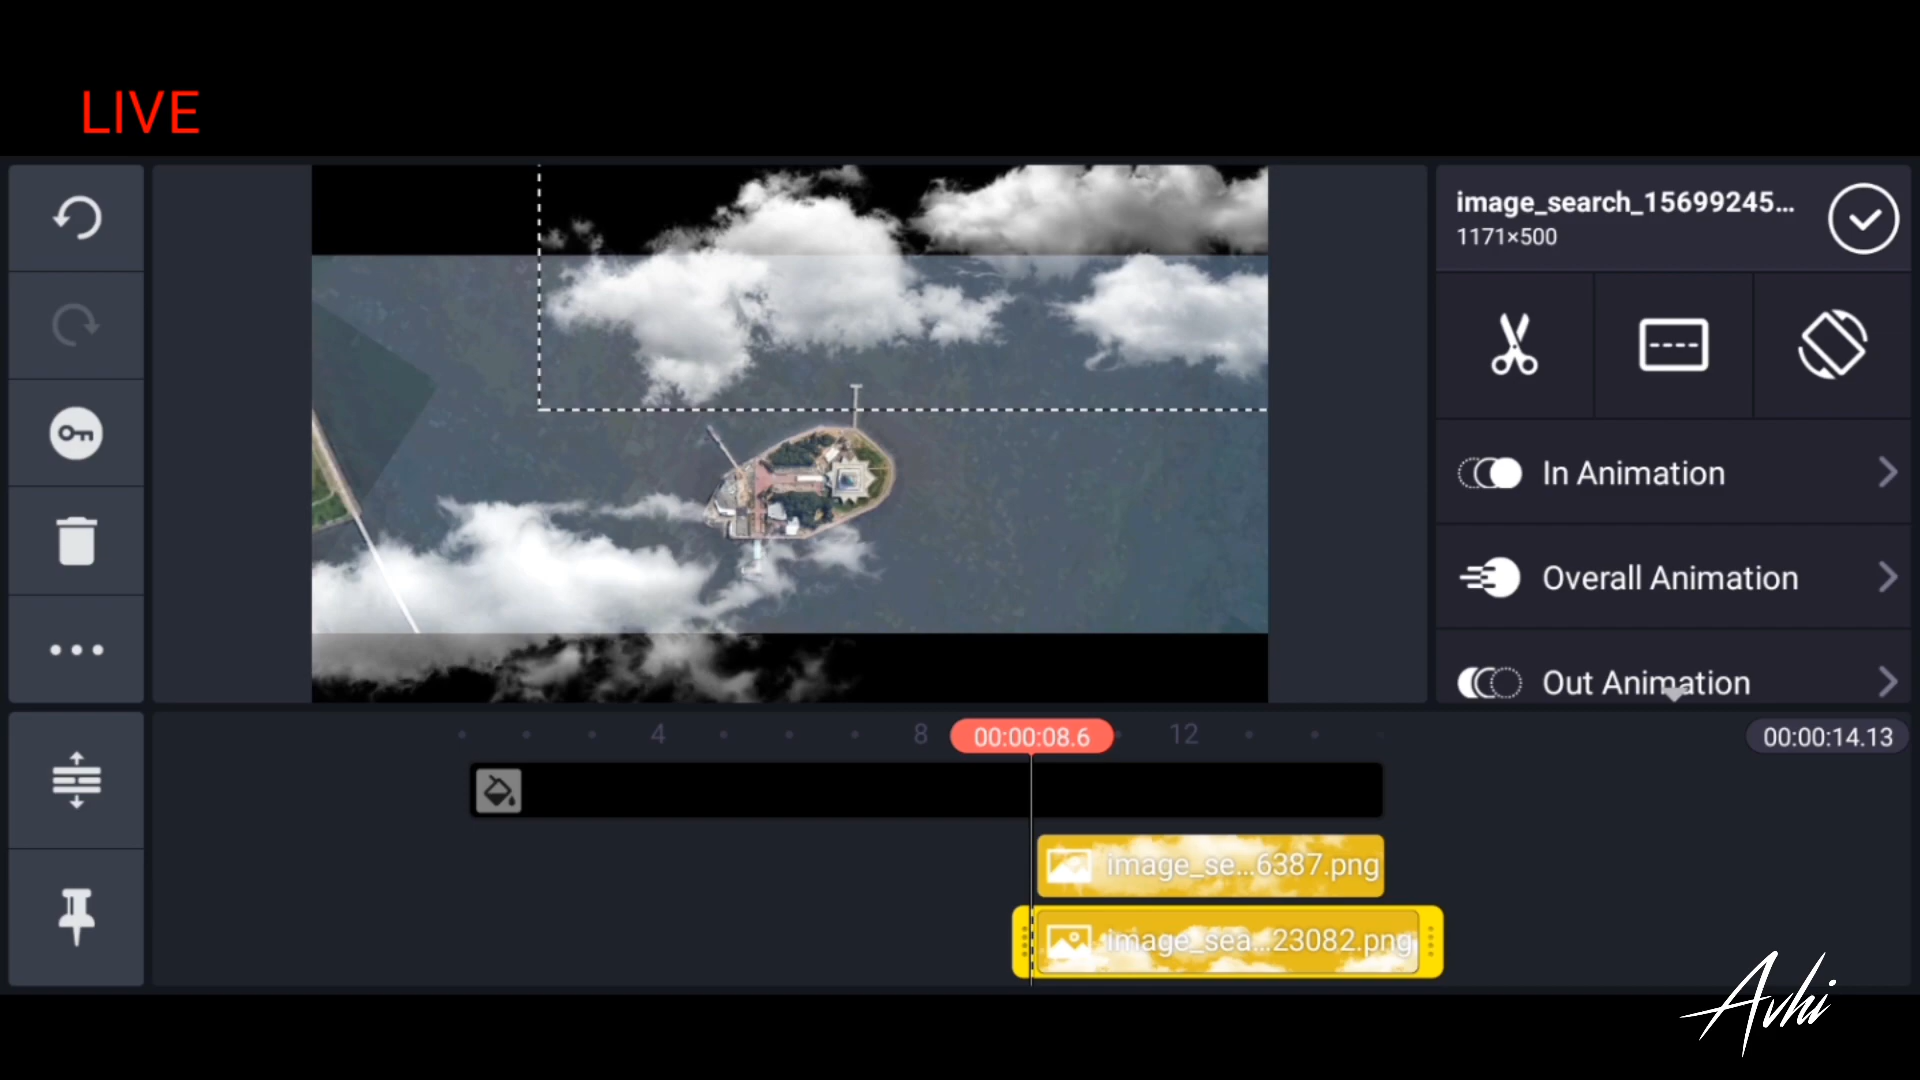 LIVE
image_search_15699245...
1171×500
In Animation
Overall Animation
Out Animation
4
8
00:00:08.6
12
00:00:14.13
image_se...6387.png
image_sea...23082.png
Avhi